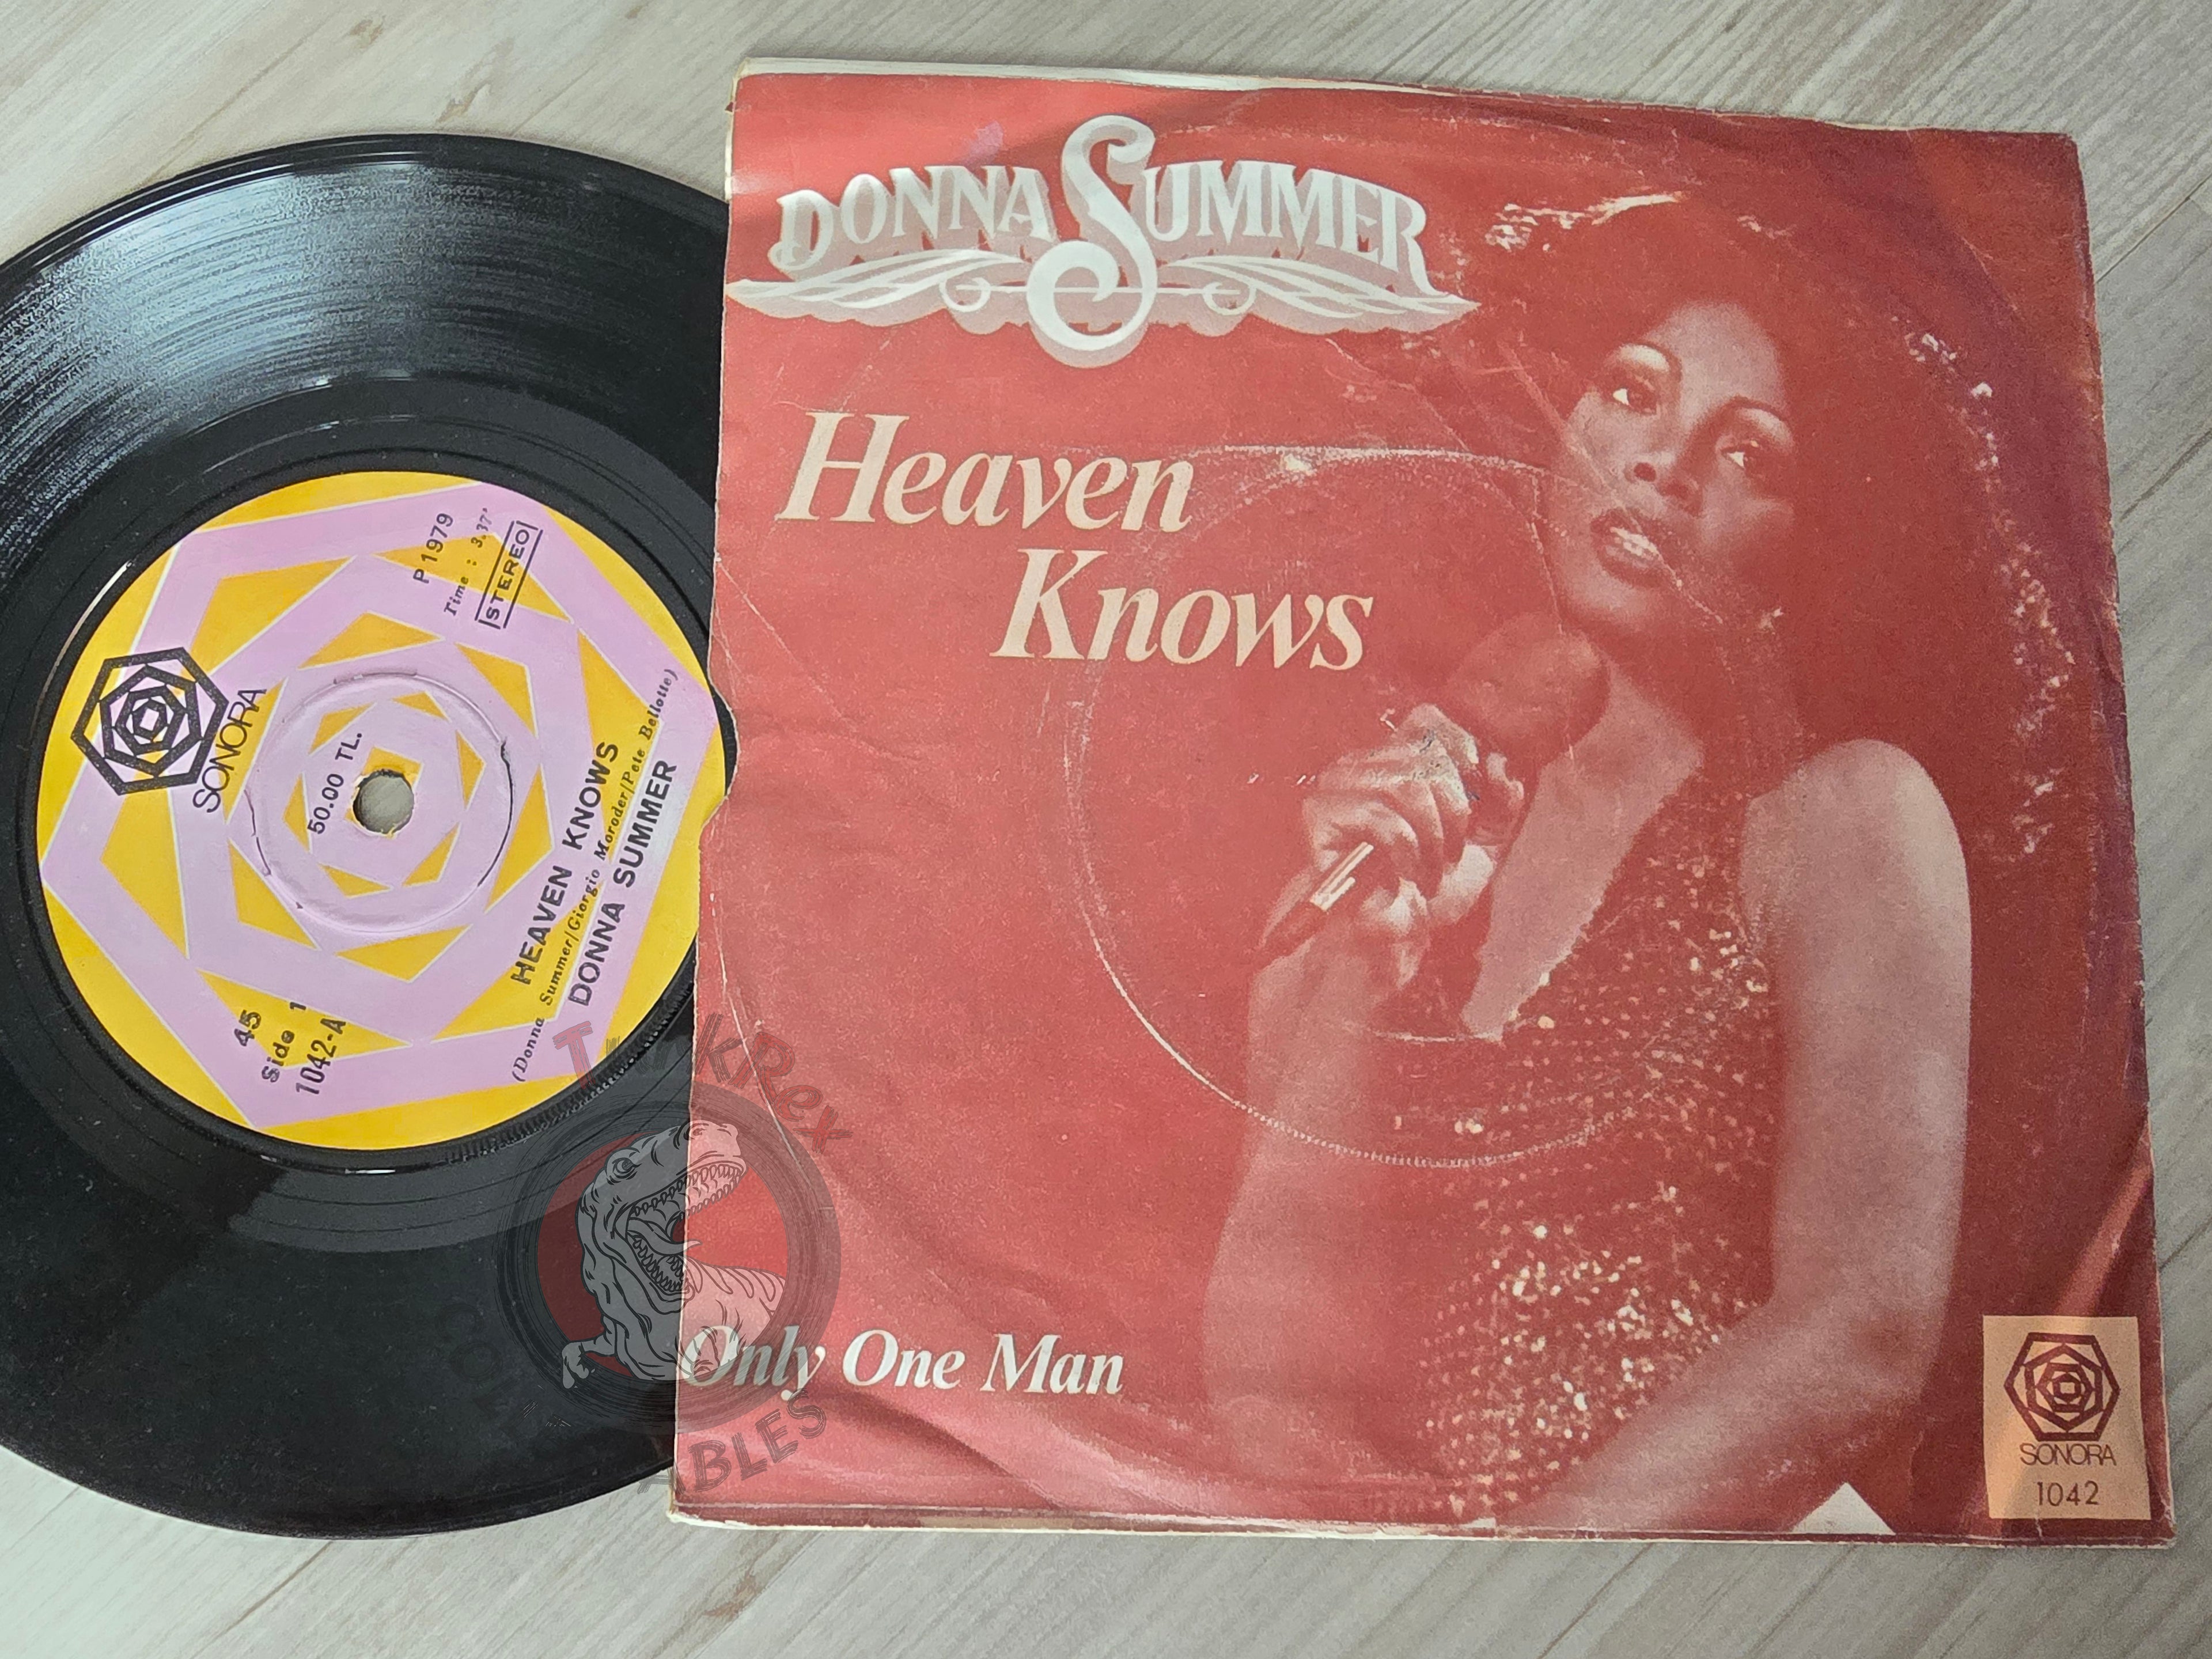 DONNA SUMMER
Heaven
Knows
Only One Man
SONORA
1042
SONORA
P 1979
Time : 3.37'
STEREO
50.00 TL.
45
Side 1
1042-A
HEAVEN KNOWS
(Donna Summer/Giorgio Moroder/Pete Bellotte)
DONNA SUMMER